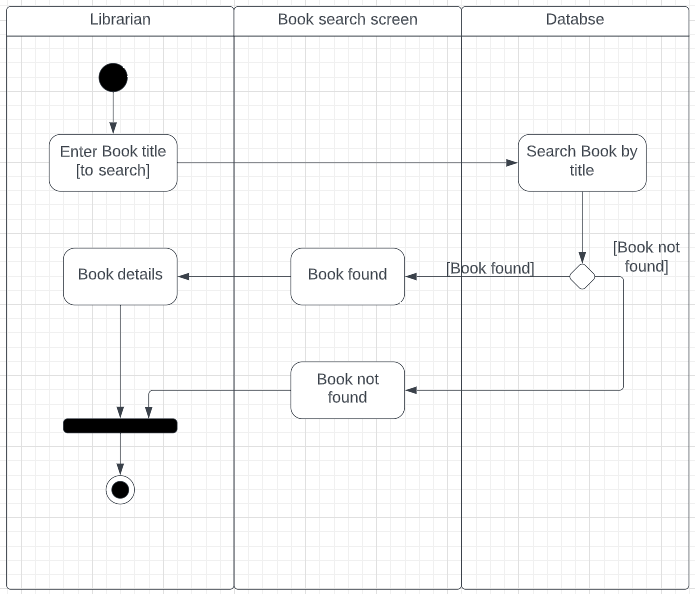 Librarian
Book search screen
Databse
Enter Book title
[to search]
Search Book by
title
Book details
Book found
[Book found]
[Book not
found]
Book not
found